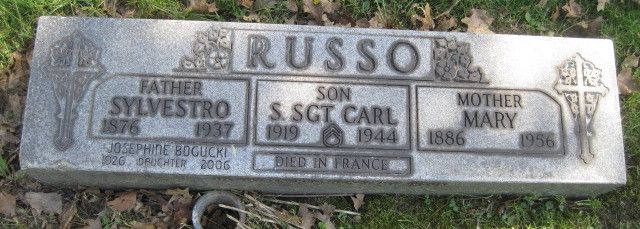 RUSSO
FATHER
SYLVESTRO
1876 1937
JOSEPHINE BOGUCKI
1926 DAUGHTER 2006
SON
S. SGT. CARL
1919 1944
DIED IN FRANCE
MOTHER
MARY
1886 1956